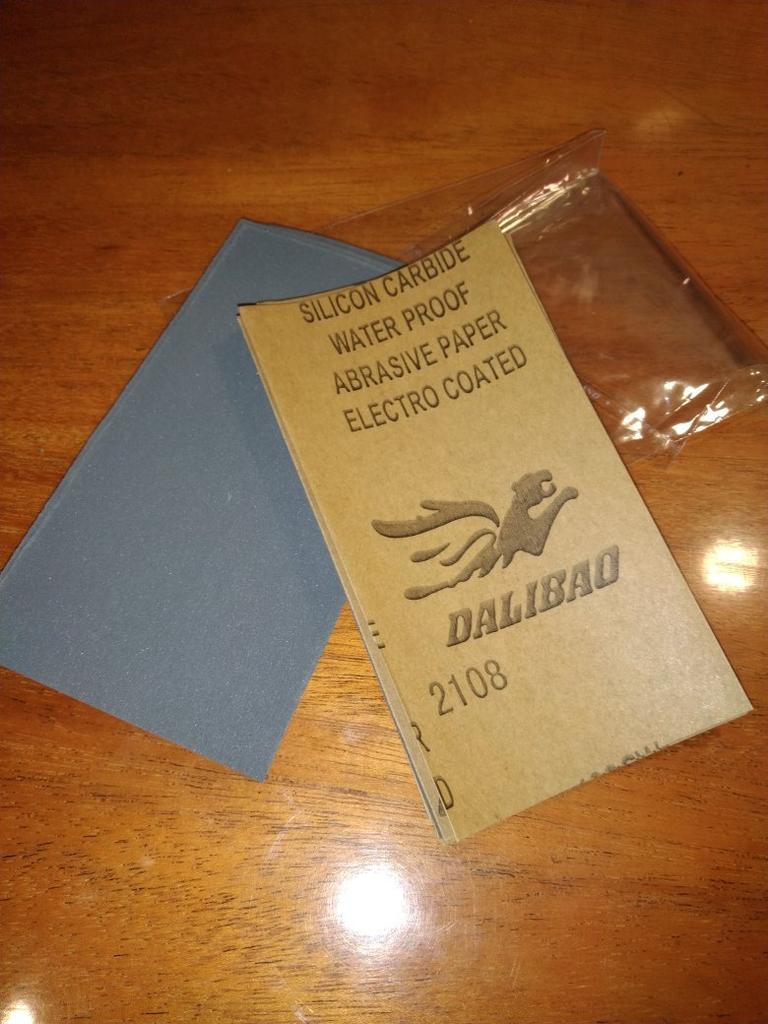 SILICON CARBIDE
WATER PROOF
ABRASIVE PAPER
ELECTRO COATED
DALIBAO
2108
E
R
D